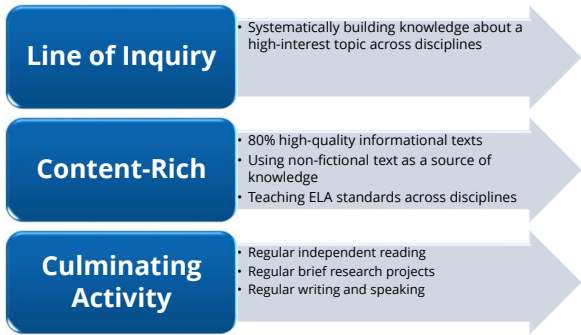 Line of Inquiry
• Systematically building knowledge about a
high-interest topic across disciplines
Content-Rich
• 80% high-quality informational texts
• Using non-fictional text as a source of
knowledge
• Teaching ELA standards across disciplines
Culminating
Activity
• Regular independent reading
• Regular brief research projects
• Regular writing and speaking